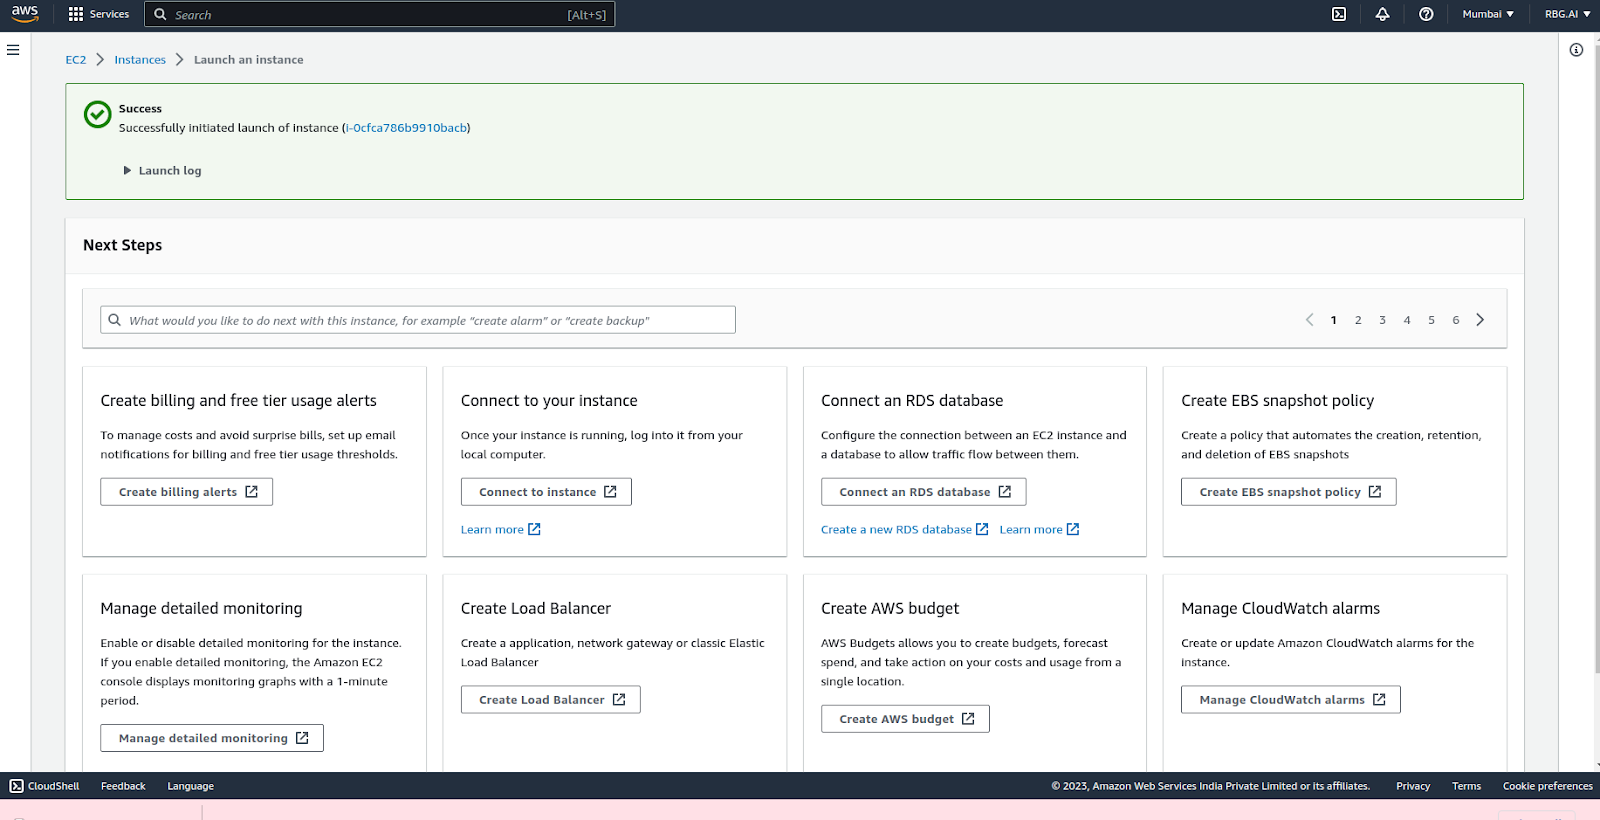 aws
Services
Search
[Alt+S]
Mumbai
RBG.AI
EC2
Instances
Launch an instance
Success
Successfully initiated launch of instance (i-0cfca786b9910bacb)
Launch log
Next Steps
What would you like to do next with this instance, for example “create alarm” or “create backup”
1 2 3 4 5 6
Create billing and free tier usage alerts
To manage costs and avoid surprise bills, set up email
notifications for billing and free tier usage thresholds.
Create billing alerts
Connect to your instance
Once your instance is running, log into it from your
local computer.
Connect to instance
Learn more
Connect an RDS database
Configure the connection between an EC2 instance and
a database to allow traffic flow between them.
Connect an RDS database
Create a new RDS database
Learn more
Create EBS snapshot policy
Create a policy that automates the creation, retention,
and deletion of EBS snapshots
Create EBS snapshot policy
Manage detailed monitoring
Enable or disable detailed monitoring for the instance.
If you enable detailed monitoring, the Amazon EC2
console displays monitoring graphs with a 1-minute
period.
Manage detailed monitoring
Create Load Balancer
Create a application, network gateway or classic Elastic
Load Balancer
Create Load Balancer
Create AWS budget
AWS Budgets allows you to create budgets, forecast
spend, and take action on your costs and usage from a
single location.
Create AWS budget
Manage CloudWatch alarms
Create or update Amazon CloudWatch alarms for the
instance.
Manage CloudWatch alarms
CloudShell
Feedback
Language
© 2023, Amazon Web Services India Private Limited or its affiliates.
Privacy
Terms
Cookie preferences